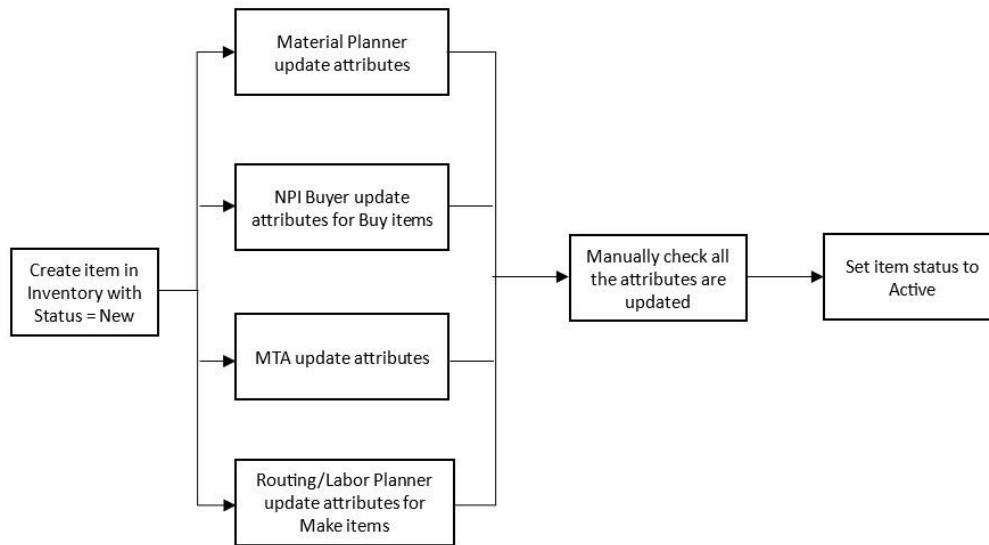 Create item in
Inventory with
Status = New
Material Planner
update attributes
NPI Buyer update
attributes for Buy items
MTA update attributes
Routing/Labor Planner
update attributes for
Make items
Manually check all
the attributes are
updated
Set item status to
Active